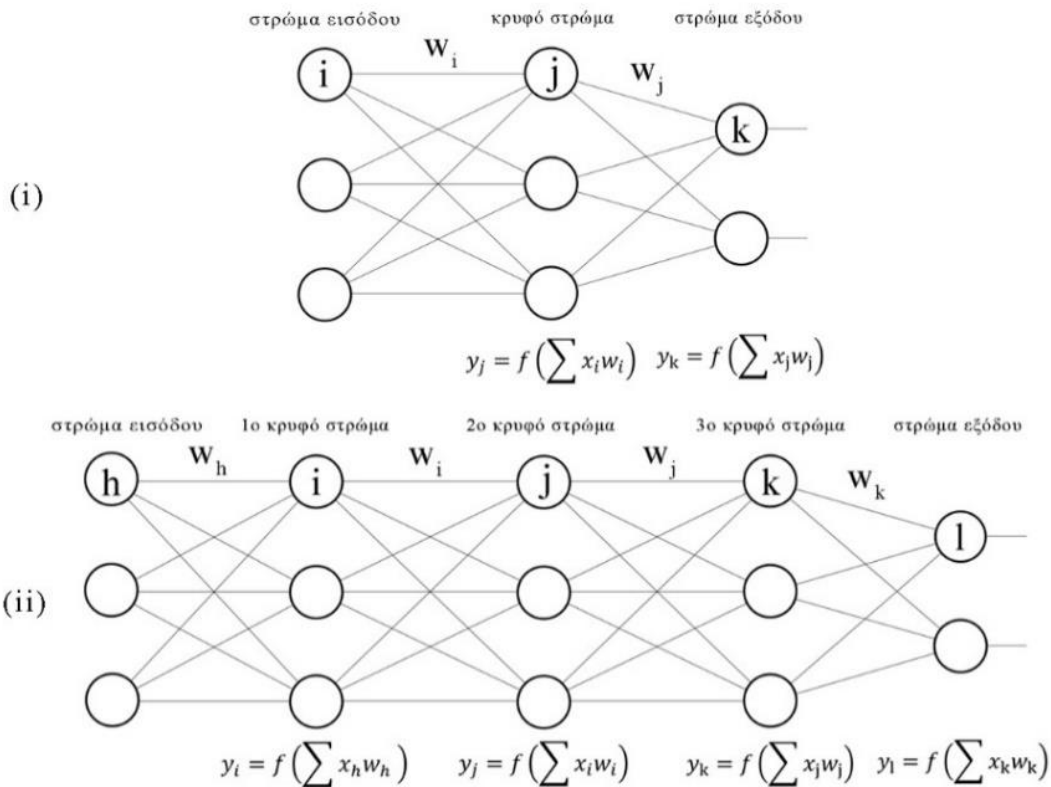 στρώμα εισόδου κρυφό στρώμα στρώμα εξόδου
w_i
w_j
i j
k
(i)
y_j = f(∑ x_i w_i) y_k = f(∑ x_j w_j)
στρώμα εισόδου 1ο κρυφό στρώμα 2ο κρυφό στρώμα 3ο κρυφό στρώμα στρώμα εξόδου
w_h w_i w_j
w_k
h i j k
l
(ii)
y_i = f(∑ x_h w_h) y_j = f(∑ x_i w_i) y_k = f(∑ x_j w_j) y_l = f(∑ x_k w_k)